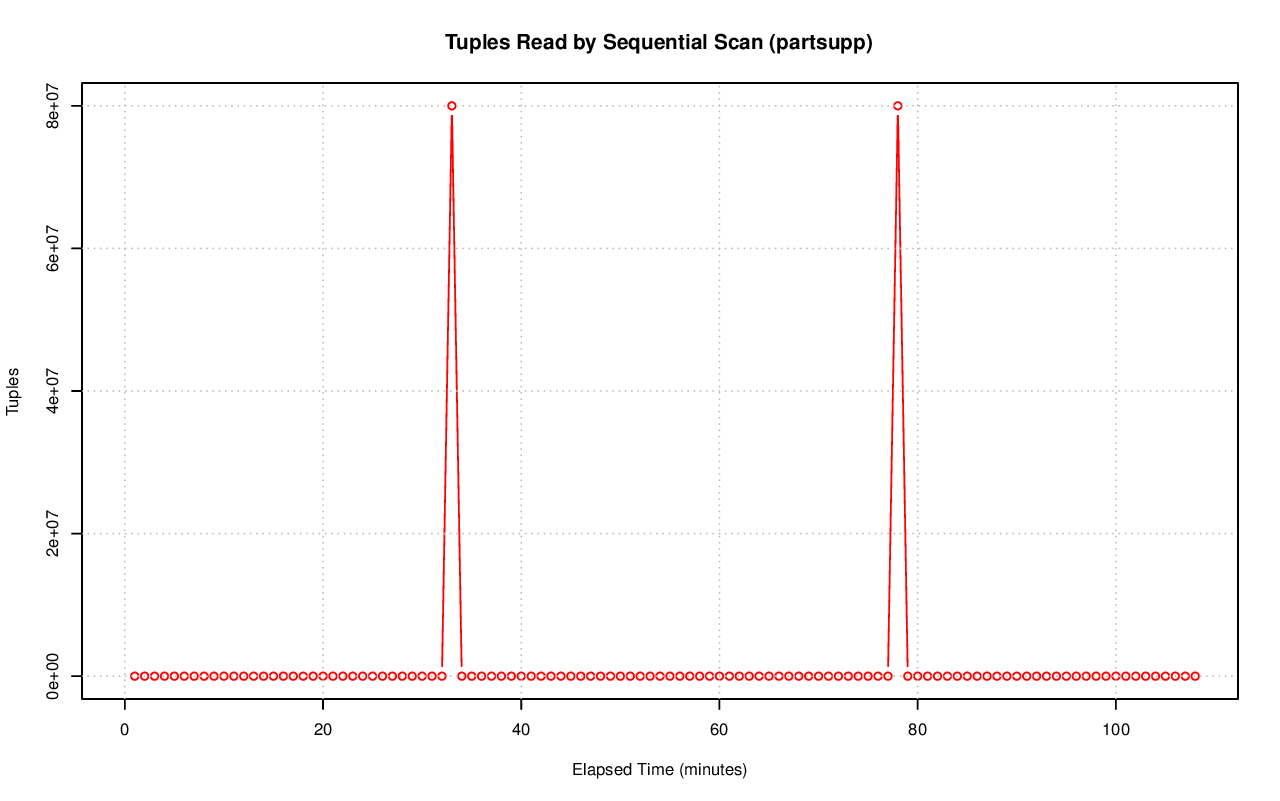 Tuples Read by Sequential Scan (partsupp)
Tuples
8e+07
6e+07
4e+07
2e+07
0e+00
0 20 40 60 80 100
Elapsed Time (minutes)